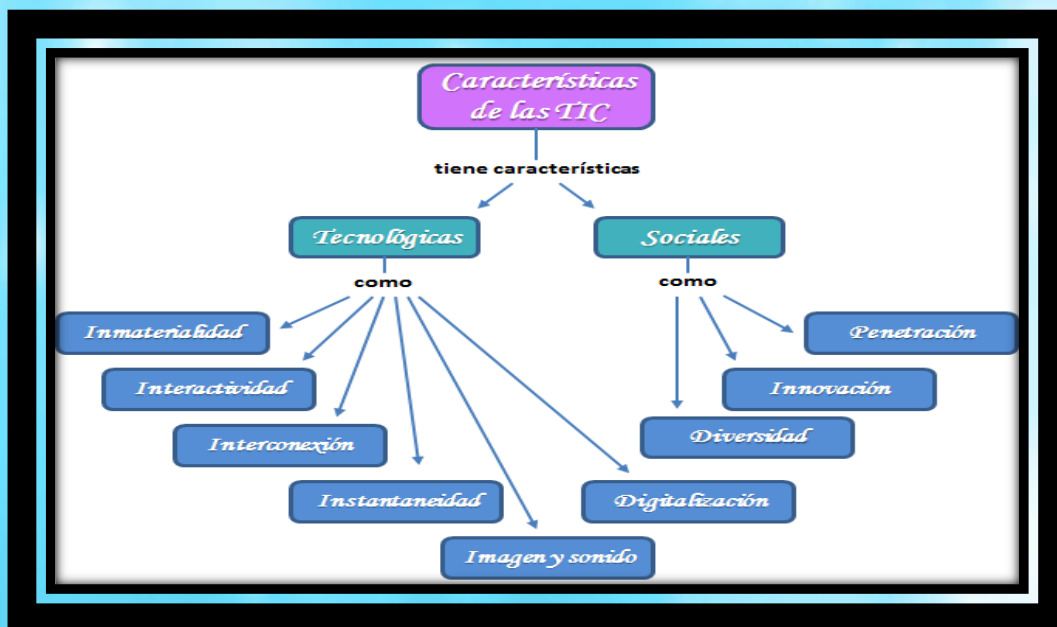 Características
de las TIC
tiene características
Tecnológicas
Sociales
como
como
Inmaterialidad
Penetración
Interactividad
Innovación
Interconexión
Diversidad
Instantaneidad
Digitalización
Imagen y sonido